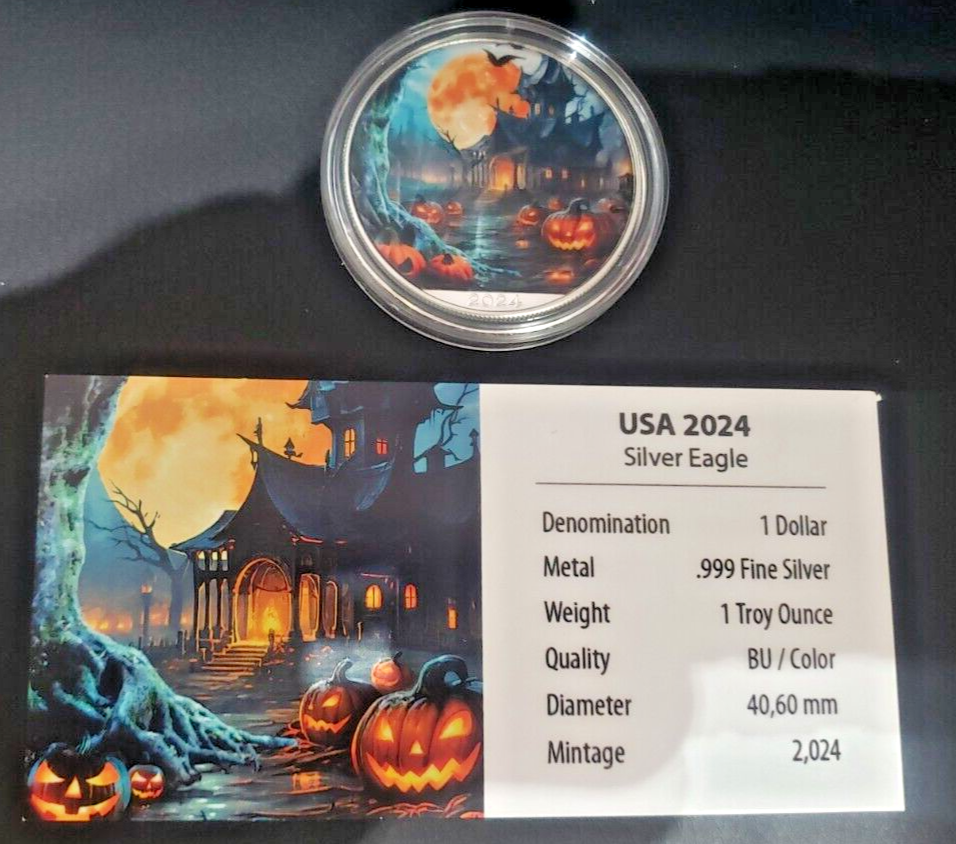 2024
USA 2024
Silver Eagle
Denomination 1 Dollar
Metal .999 Fine Silver
Weight 1 Troy Ounce
Quality BU / Color
Diameter 40,60 mm
Mintage 2,024